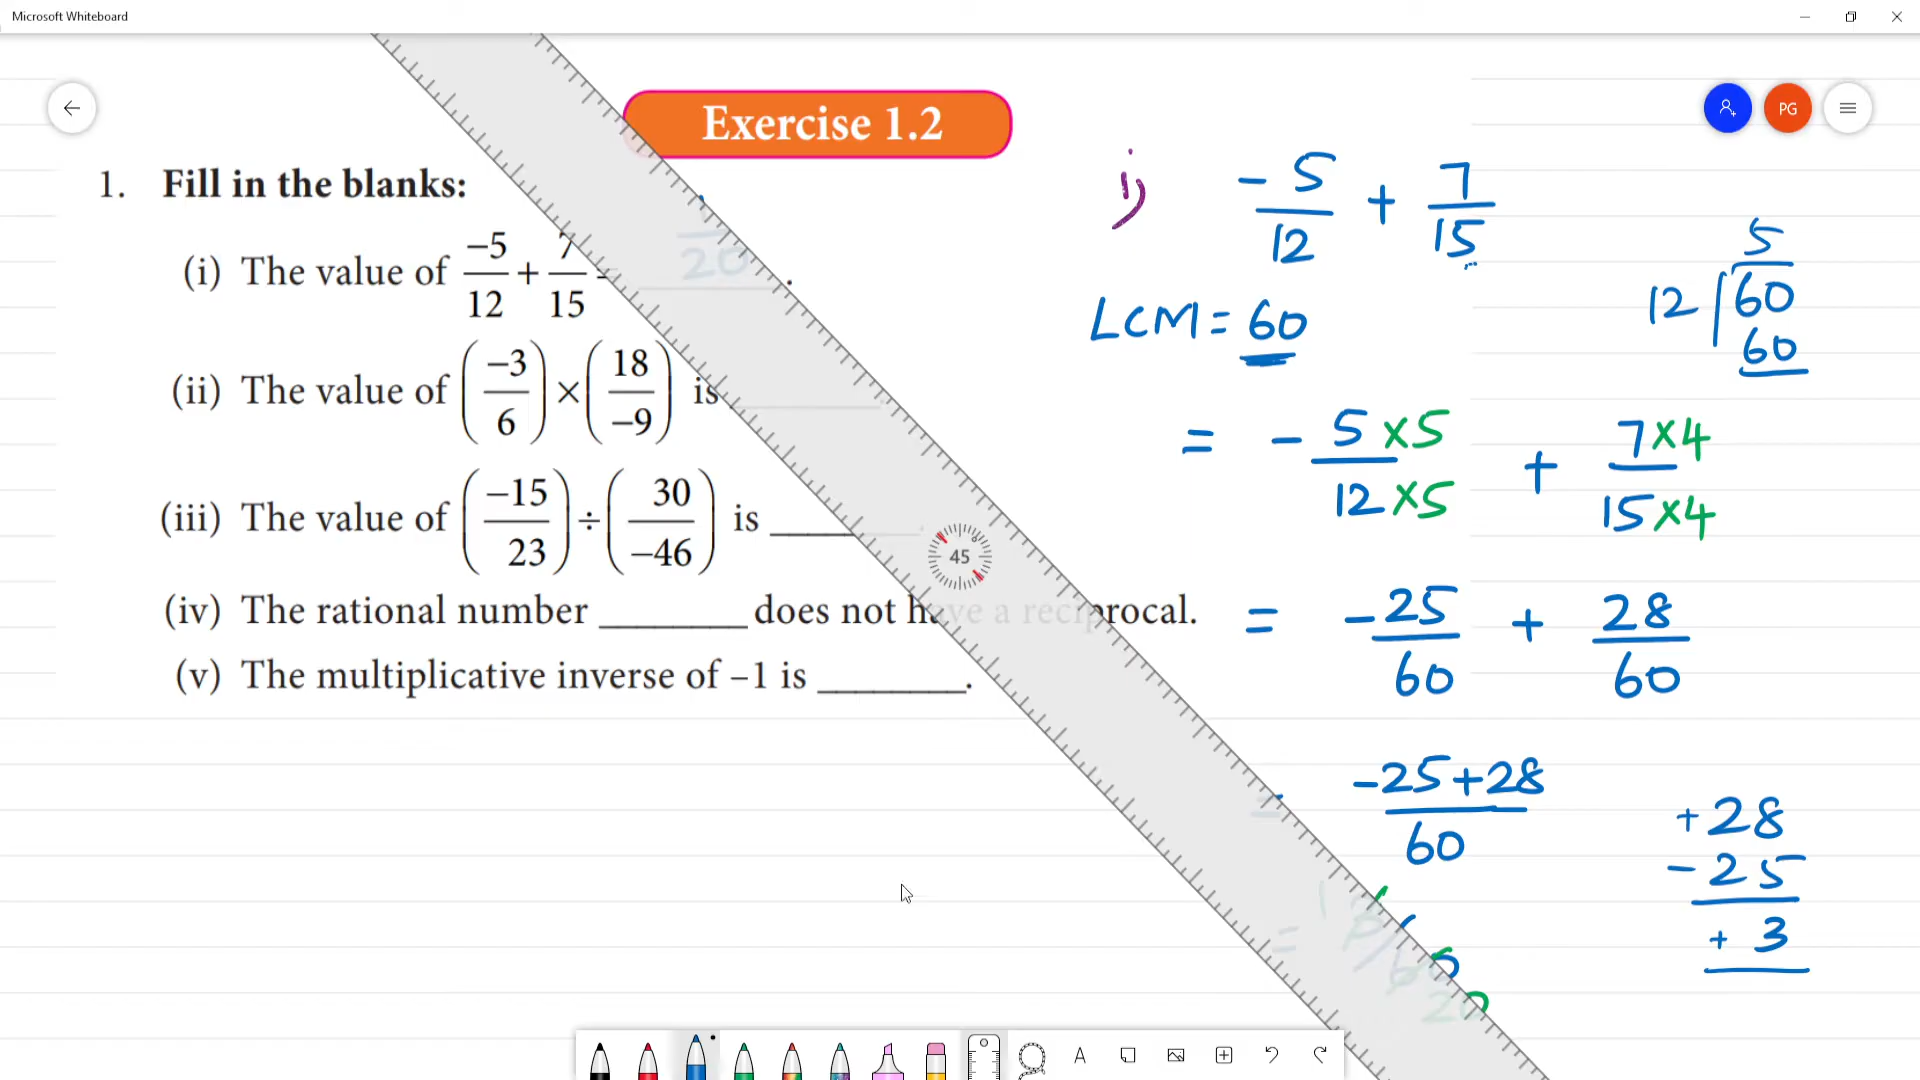 Microsoft Whiteboard
Exercise 1.2
PG
1. Fill in the blanks:
(i) The value of −5/12 + 7/15 = 20 .
(ii) The value of (−3/6) × (18/−9) is
(iii) The value of (−15/23) ÷ (30/−46) is ______
(iv) The rational number ________ does not have a reciprocal.
(v) The multiplicative inverse of –1 is ________.
45
i) -5/12 + 7/15
LCM = 60
5
12 60
60
= -5×5/12×5 + 7×4/15×4
= -25/60 + 28/60
= -25+28/60
+28
-25
+3
= 
20
A